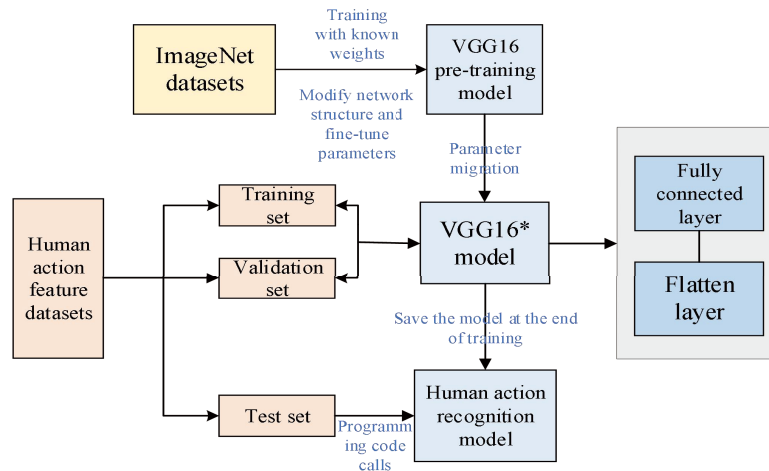 ImageNet
datasets
Training
with known
weights
Modify network
structure and
fine-tune
parameters
VGG16
pre-training
model
Parameter
migration
Human
action
feature
datasets
Training
set
Validation
set
Test set
VGG16*
model
Fully
connected
layer
Flatten
layer
Save the model at the end
of training
Programm
ing code
calls
Human action
recognition
model